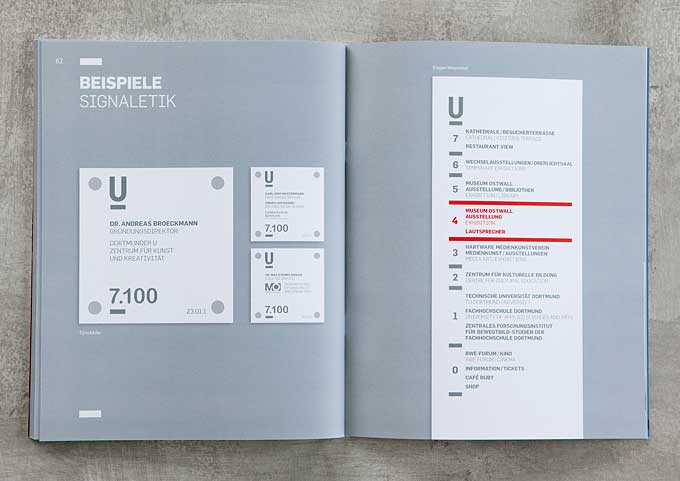 62
BEISPIELE
SIGNALETIK
U
DR. ANDREAS BROECKMANN
GRÜNDUNGSDIREKTOR
DORTMUNDER U
ZENTRUM FÜR KUNST
UND KREATIVITÄT
7.100
23.01.1
U
7.100
U
DR. MAX EXEMPLARIUS
MO
7.100
Türschilder
Etagen Wegweiser
U
7 KATHEDRALE/BESUCHERTERRASSE
CATHEDRAL/VISITORS TERRACE
RESTAURANT VIEW
6 WECHSELAUSSTELLUNGEN/OBERLICHTSAAL
TEMPORARY EXHIBITIONS
5 MUSEUM OSTWALL
AUSSTELLUNG/BIBLIOTHEK
EXHIBITION/LIBRARY
4 MUSEUM OSTWALL
AUSSTELLUNG
EXHIBITION
LAUTSPRECHER
3 HARTWARE MEDIENKUNSTVEREIN
MEDIENKUNST/AUSSTELLUNGEN
MEDIA ART/EXHIBITIONS
2 ZENTRUM FÜR KULTURELLE BILDUNG
CENTRE FOR CULTURAL EDUCATION
1 TECHNISCHE UNIVERSITÄT DORTMUND
TU DORTMUND UNIVERSITY
FACHHOCHSCHULE DORTMUND
UNIVERSITY OF APPLIED SCIENCES AND ARTS
ZENTRALES FORSCHUNGSINSTITUT
FÜR BEWEGTBILD-STUDIEN DER
FACHHOCHSCHULE DORTMUND
0 RWE-FORUM/KINO
RWE-FORUM/CINEMA
INFORMATION/TICKETS
CAFÉ RUBY
SHOP